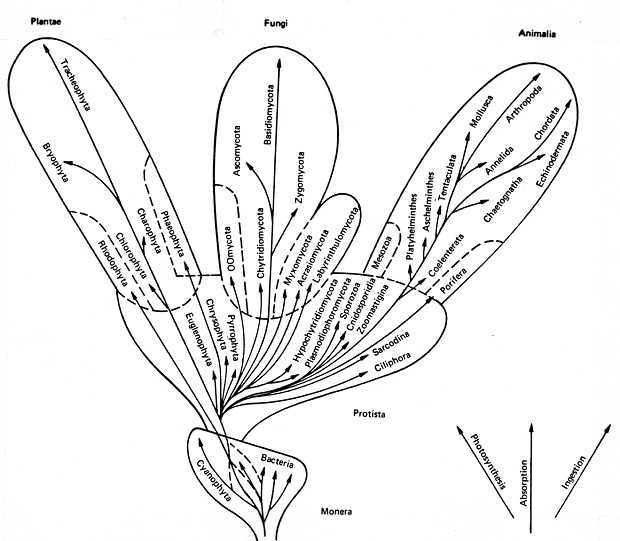 Plantae
Fungi
Animalia
Tracheophyta
Bryophyta
Phaeophyta
Charophyta
Chlorophyta
Rhodophyta
Ascomycota
Basidiomycota
Zygomycota
Oomycota
Chytridiomycota
Myxomycota
Acrasiomycota
Labyrinthulomycota
Mollusca
Arthropoda
Chordata
Annelida
Echinodermata
Tentaculata
Chaetognatha
Aschelminthes
Platyhelminthes
Mesozoa
Coelenterata
Porifera
Euglenophyta
Chrysophyta
Pyrrophyta
Hypochytridiomycota
Plasmodiophoromycota
Sporozoa
Cnidosporidia
Zoomastigina
Sarcodina
Ciliphora
Protista
Cyanophyta
Bacteria
Monera
Photosynthesis
Absorption
Ingestion